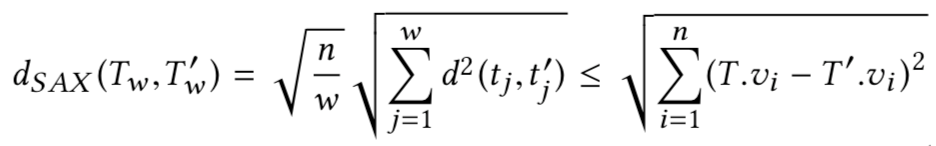 $d_{SAX}(T_w, T'_w) = \sqrt{\frac{n}{w}} \sqrt{\sum_{j=1}^{w} d^2(t_j, t'_j)} \leq \sqrt{\sum_{i=1}^{n} (T.v_i - T'.v_i)^2}$